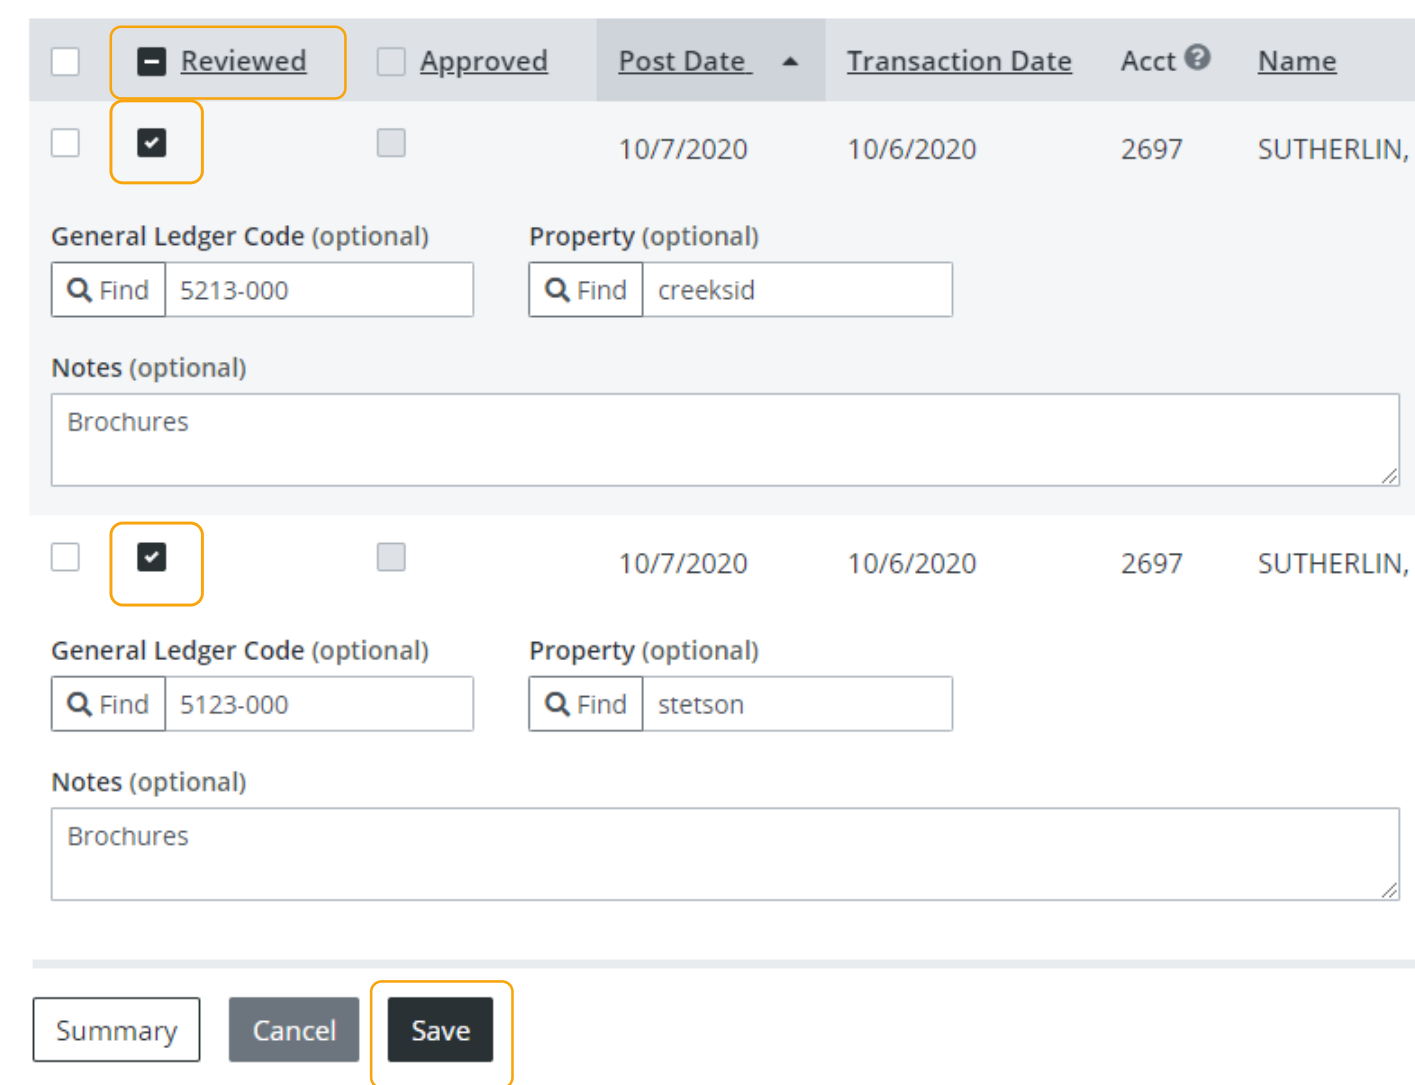 Reviewed Approved Post Date Transaction Date Acct ? Name
10/7/2020 10/6/2020 2697 SUTHERLIN,
General Ledger Code (optional) Property (optional)
Find 5213-000 Find creeksid
Notes (optional)
Brochures
10/7/2020 10/6/2020 2697 SUTHERLIN,
General Ledger Code (optional) Property (optional)
Find 5123-000 Find stetson
Notes (optional)
Brochures
Summary Cancel Save